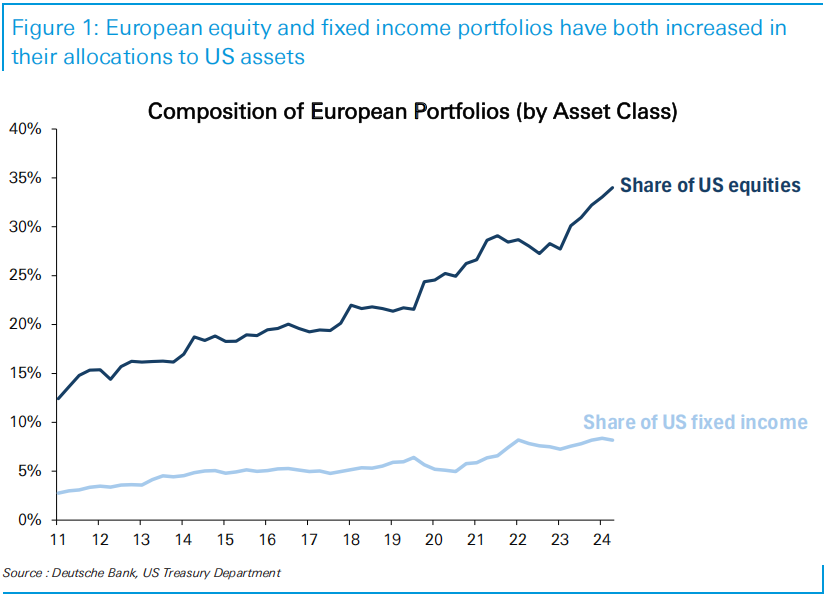 Figure 1: European equity and fixed income portfolios have both increased in
their allocations to US assets
Composition of European Portfolios (by Asset Class)
40%
35%
Share of US equities
30%
25%
20%
15%
10%
Share of US fixed income
5%
0%
11 12 13 14 15 16 17 18 19 20 21 22 23 24
Source : Deutsche Bank, US Treasury Department